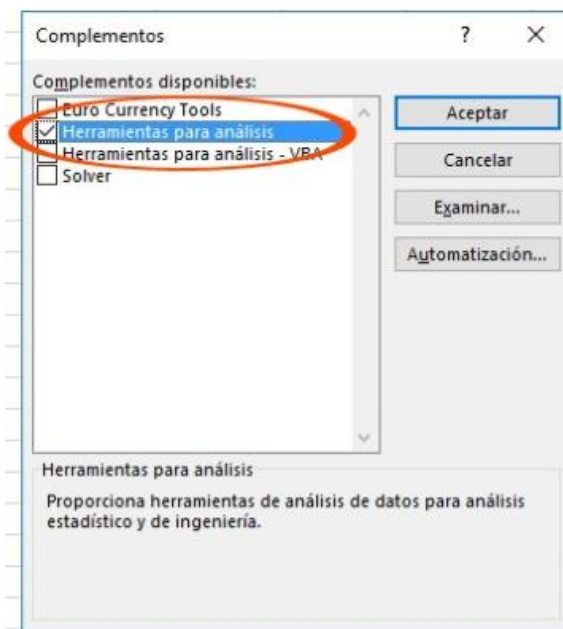 Complementos ? ✕
Complementos disponibles:
Euro Currency Tools
Herramientas para análisis
Herramientas para análisis - VBA
Solver
Aceptar
Cancelar
Examinar...
Automatización...
Herramientas para análisis
Proporciona herramientas de análisis de datos para análisis
estadístico y de ingeniería.